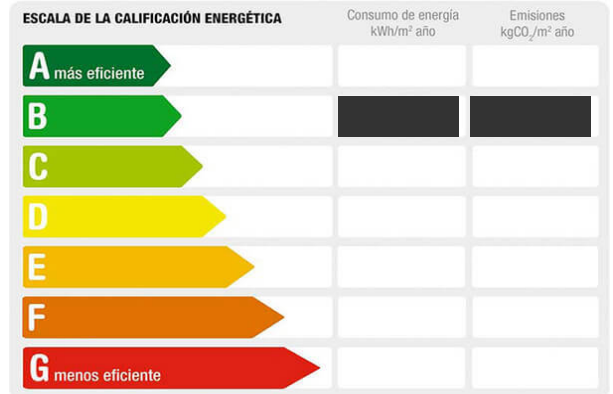 ESCALA DE LA CALIFICACIÓN ENERGÉTICA
Consumo de energía
kWh/m² año
Emisiones
kgCO₂/m² año
A más eficiente
B
C
D
E
F
G menos eficiente